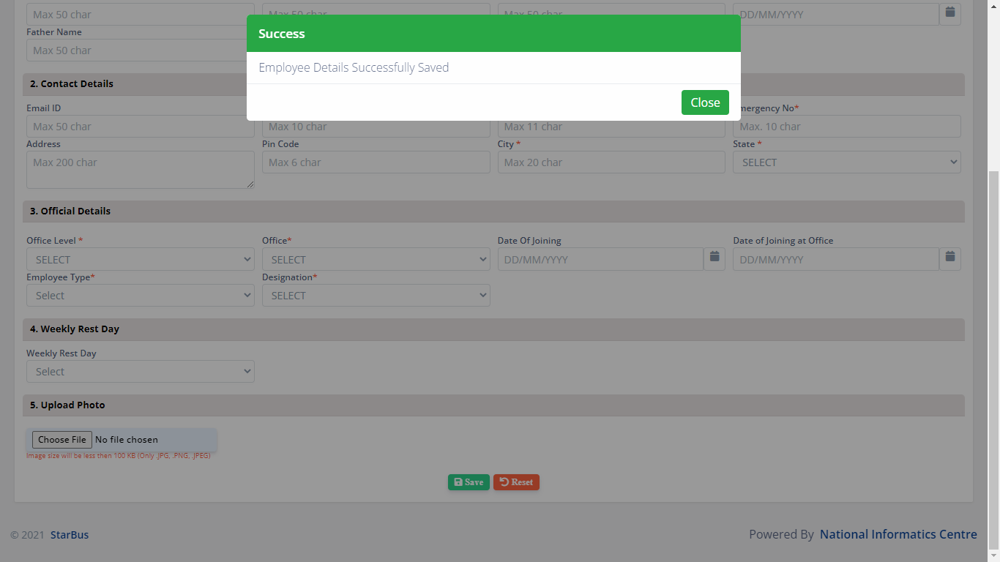 Max 50 char Max 50 char Max 50 char DD/MM/YYYY
Success
Father Name
Max 50 char
Employee Details Successfully Saved
Close
2. Contact Details
Email ID mergency No*
Max 50 char Max 10 char Max 11 char Max. 10 char
Address Pin Code City * State *
Max 200 char Max 6 char Max 20 char SELECT
3. Official Details
Office Level * Office* Date Of Joining Date of Joining at Office
SELECT SELECT DD/MM/YYYY DD/MM/YYYY
Employee Type* Designation*
Select SELECT
4. Weekly Rest Day
Weekly Rest Day
Select
5. Upload Photo
Choose File No file chosen
Image size will be less then 100 KB (Only .JPG, .PNG, .JPEG)
Save Reset
© 2021 StarBus Powered By National Informatics Centre